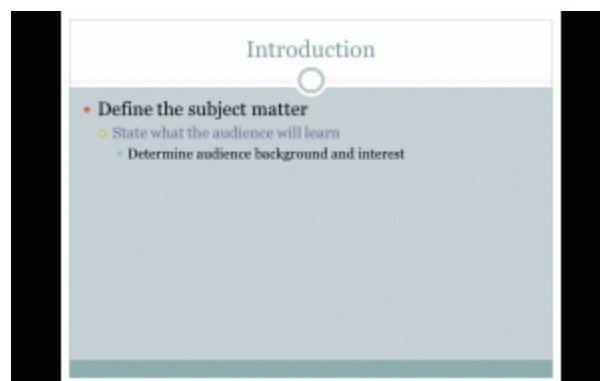 Introduction
Define the subject matter
State what the audience will learn
Determine audience background and interest